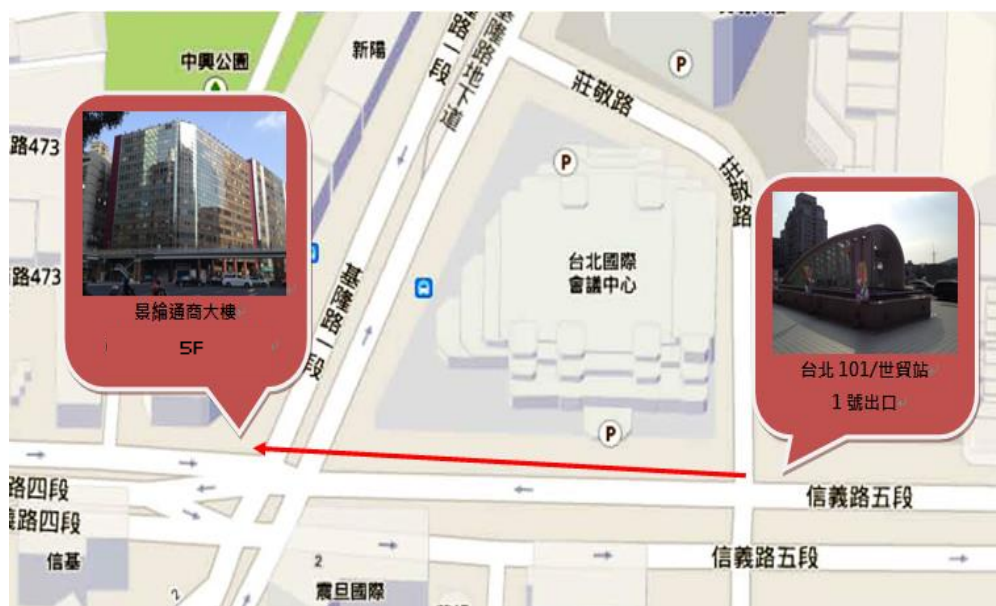 中興公園
新陽
基隆路一段
基隆路地下道
莊敬路
P
路473
莊敬路
P
路473
台北國際
會議中心
基隆路一段
景綸通商大樓
5F
台北 101/世貿站
1 號出口
P
路四段
信義路五段
路四段
信基
2
信義路五段
2
震旦國際